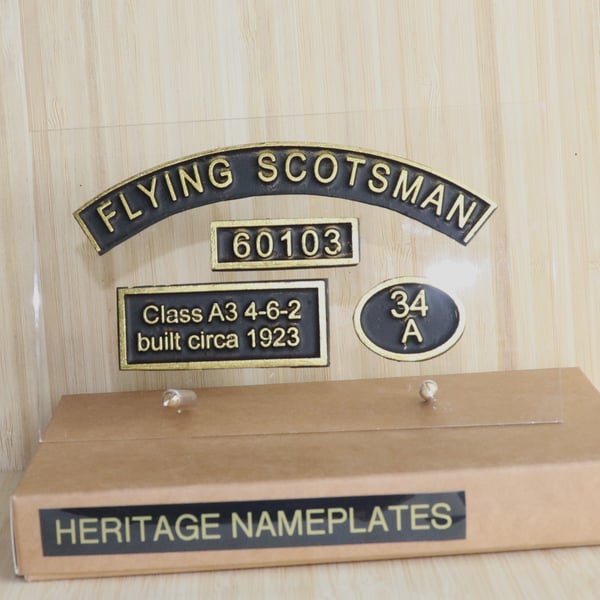 FLYING SCOTSMAN
60103
Class A3 4-6-2
built circa 1923
34
A
HERITAGE NAMEPLATES